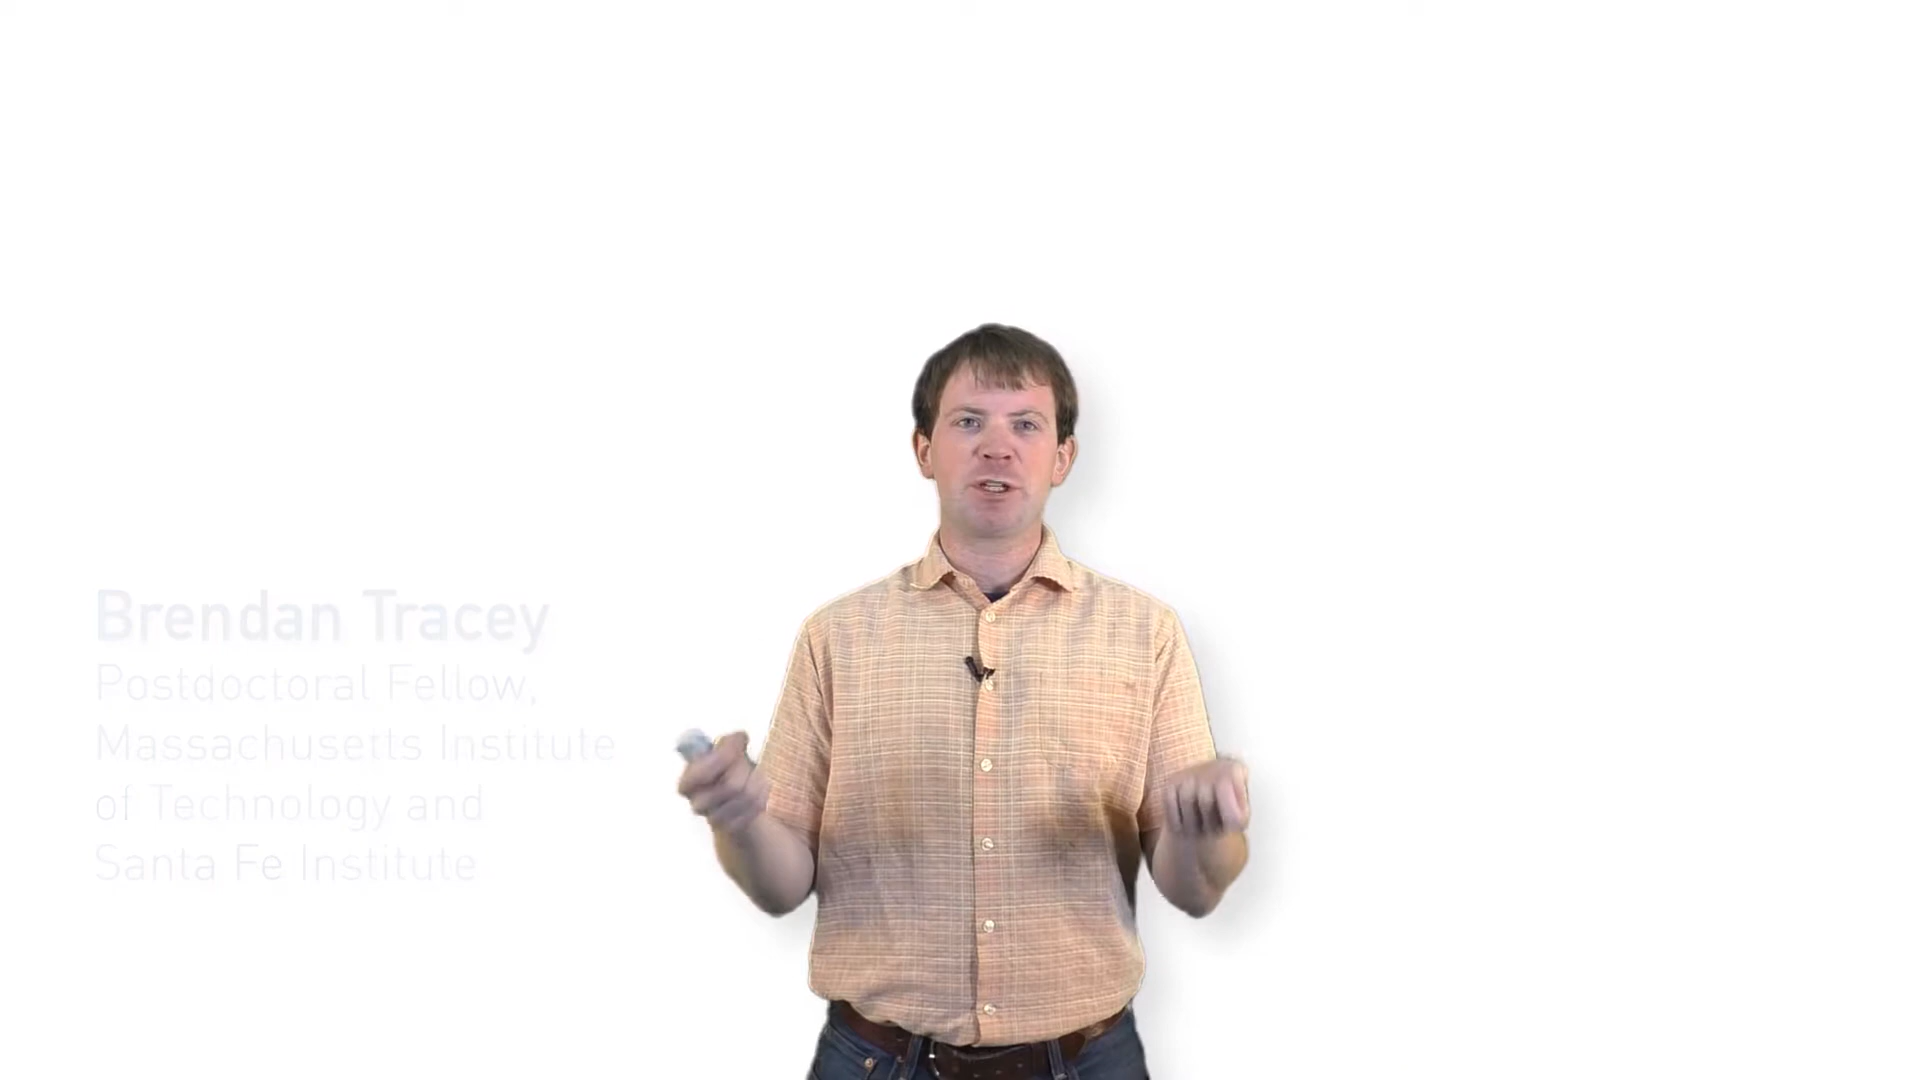 Brendan Tracey
Postdoctoral Fellow,
Massachusetts Institute
of Technology and
Santa Fe Institute